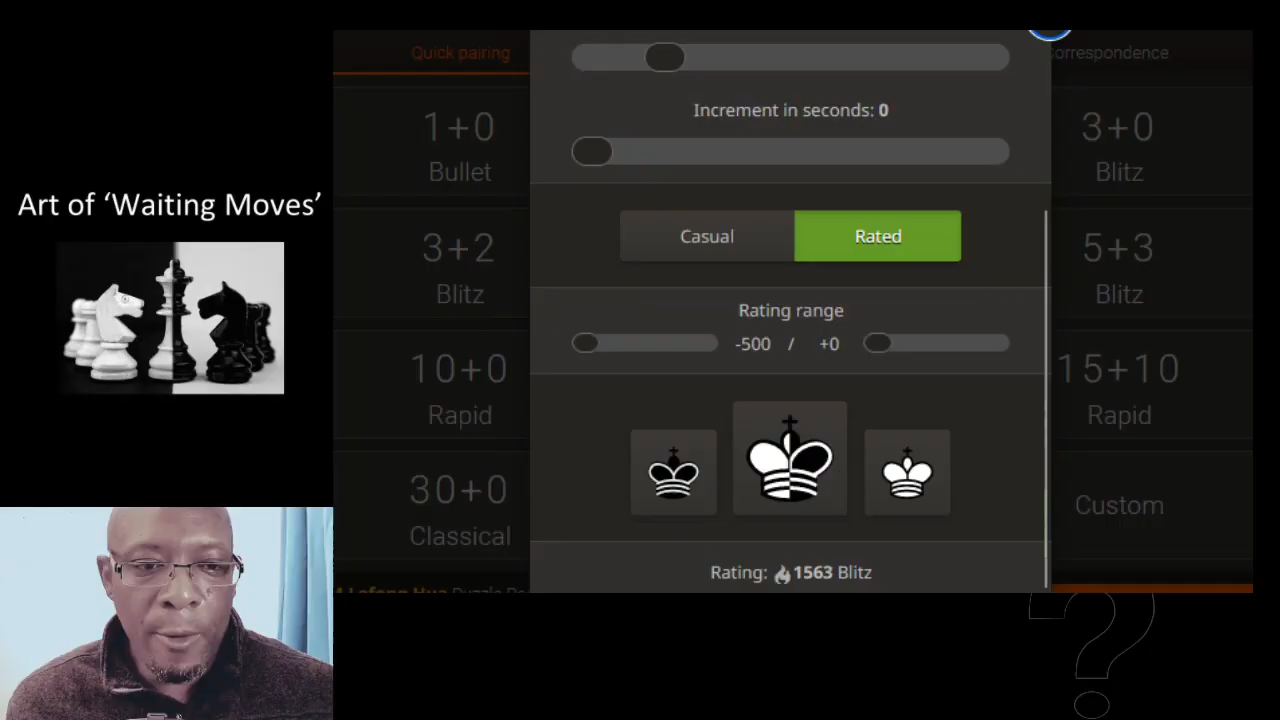 Art of ‘Waiting Moves’
Quick pairing
Correspondence
1+0
Bullet
3+0
Blitz
3+2
Blitz
5+3
Blitz
10+0
Rapid
15+10
Rapid
30+0
Classical
Custom
Increment in seconds: 0
Casual
Rated
Rating range
-500 / +0
Rating: 1563 Blitz
?